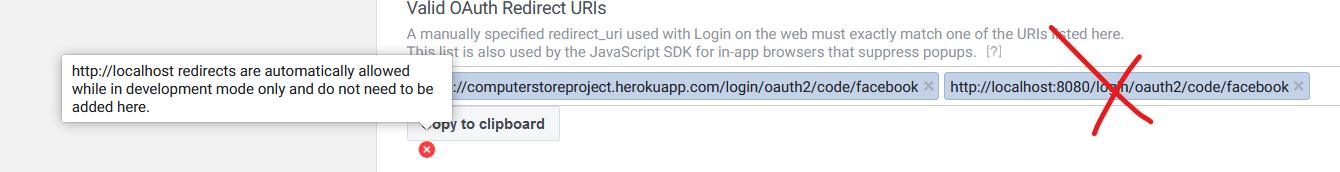 Valid OAuth Redirect URIs
A manually specified redirect_uri used with Login on the web must exactly match one of the URIs listed here.
This list is also used by the JavaScript SDK for in-app browsers that suppress popups. [?]
http://localhost redirects are automatically allowed
while in development mode only and do not need to be
added here.
://computerstoreproject.herokuapp.com/login/oauth2/code/facebook × http://localhost:8080/login/oauth2/code/facebook ×
opy to clipboard